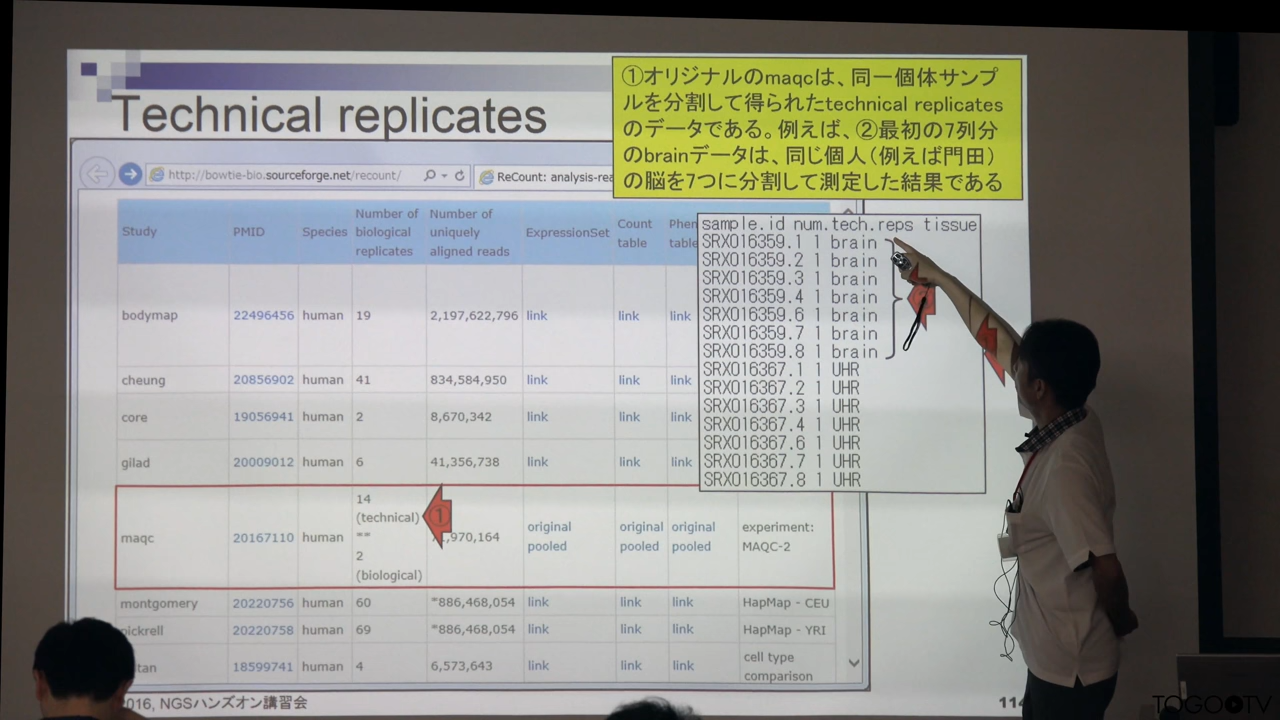 Technical replicates
①オリジナルのmaqcは、同一個体サンプ
ルを分割して得られたtechnical replicates
のデータである。例えば、②最初の7列分
のbrainデータは、同じ個人(例えば門田)
の脳を7つに分割して測定した結果である
http://bowtie-bio.sourceforge.net/recount/
ReCount: analysis-rea
Study PMID Species Number of biological replicates Number of uniquely aligned reads ExpressionSet Count table Phen table
bodymap 22496456 human 19 2,197,622,796 link link link
cheung 20856902 human 41 834,584,950 link link link
core 19056941 human 2 8,670,342 link link link
gilad 20009012 human 6 41,356,738 link link link
maqc 20167110 human 14 (technical) ** 2 (biological) ,970,164 original pooled original pooled original pooled experiment: MAQC-2
①
montgomery 20220756 human 60 *886,468,054 link link link HapMap - CEU
pickrell 20220758 human 69 *886,468,054 link link link HapMap - YRI
tan 18599741 human 4 6,573,643 link link link cell type comparison
sample.id num.tech.reps tissue
SRX016359.1 1 brain
SRX016359.2 1 brain
SRX016359.3 1 brain
SRX016359.4 1 brain
SRX016359.6 1 brain
SRX016359.7 1 brain
SRX016359.8 1 brain
SRX016367.1 1 UHR
SRX016367.2 1 UHR
SRX016367.3 1 UHR
SRX016367.4 1 UHR
SRX016367.6 1 UHR
SRX016367.7 1 UHR
SRX016367.8 1 UHR
2016, NGSハンズオン講習会
114
TOGOTV